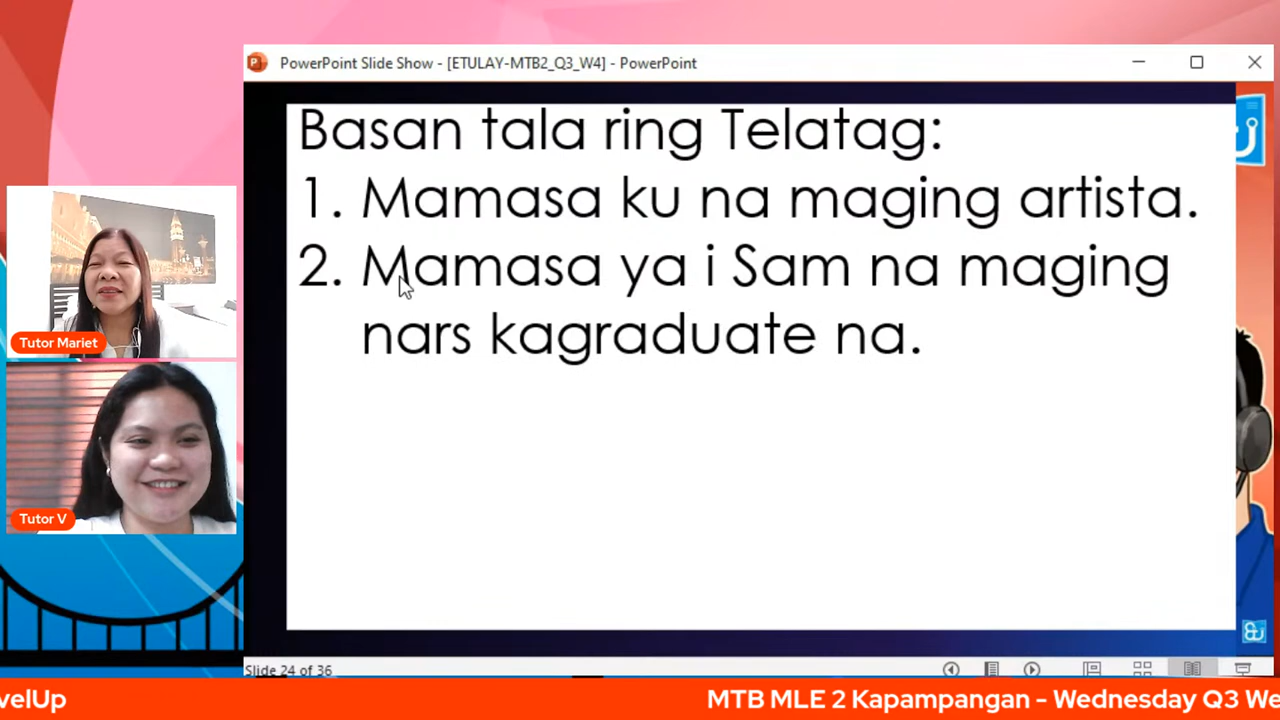 PowerPoint Slide Show - [ETULAY-MTB2_Q3_W4] - PowerPoint
Basan tala ring Telatag:
1. Mamasa ku na maging artista.
2. Mamasa ya i Sam na maging
nars kagraduate na.
Tutor Mariet
Tutor V
Slide 24 of 36
velUp
MTB MLE 2 Kapampangan - Wednesday Q3 We